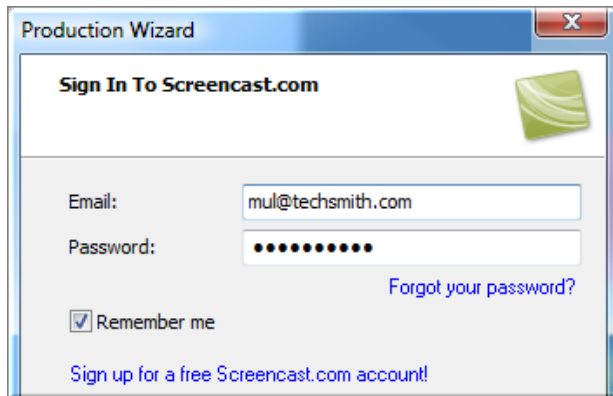 Production Wizard
Sign In To Screencast.com
Email: mul@techsmith.com
Password: ••••••••••
Forgot your password?
Remember me
Sign up for a free Screencast.com account!